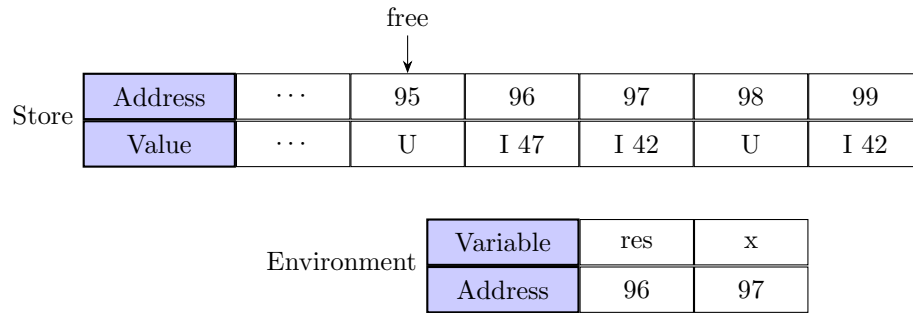 free
Store
Address ··· 95 96 97 98 99
Value ··· U I 47 I 42 U I 42
Environment
Variable res x
Address 96 97